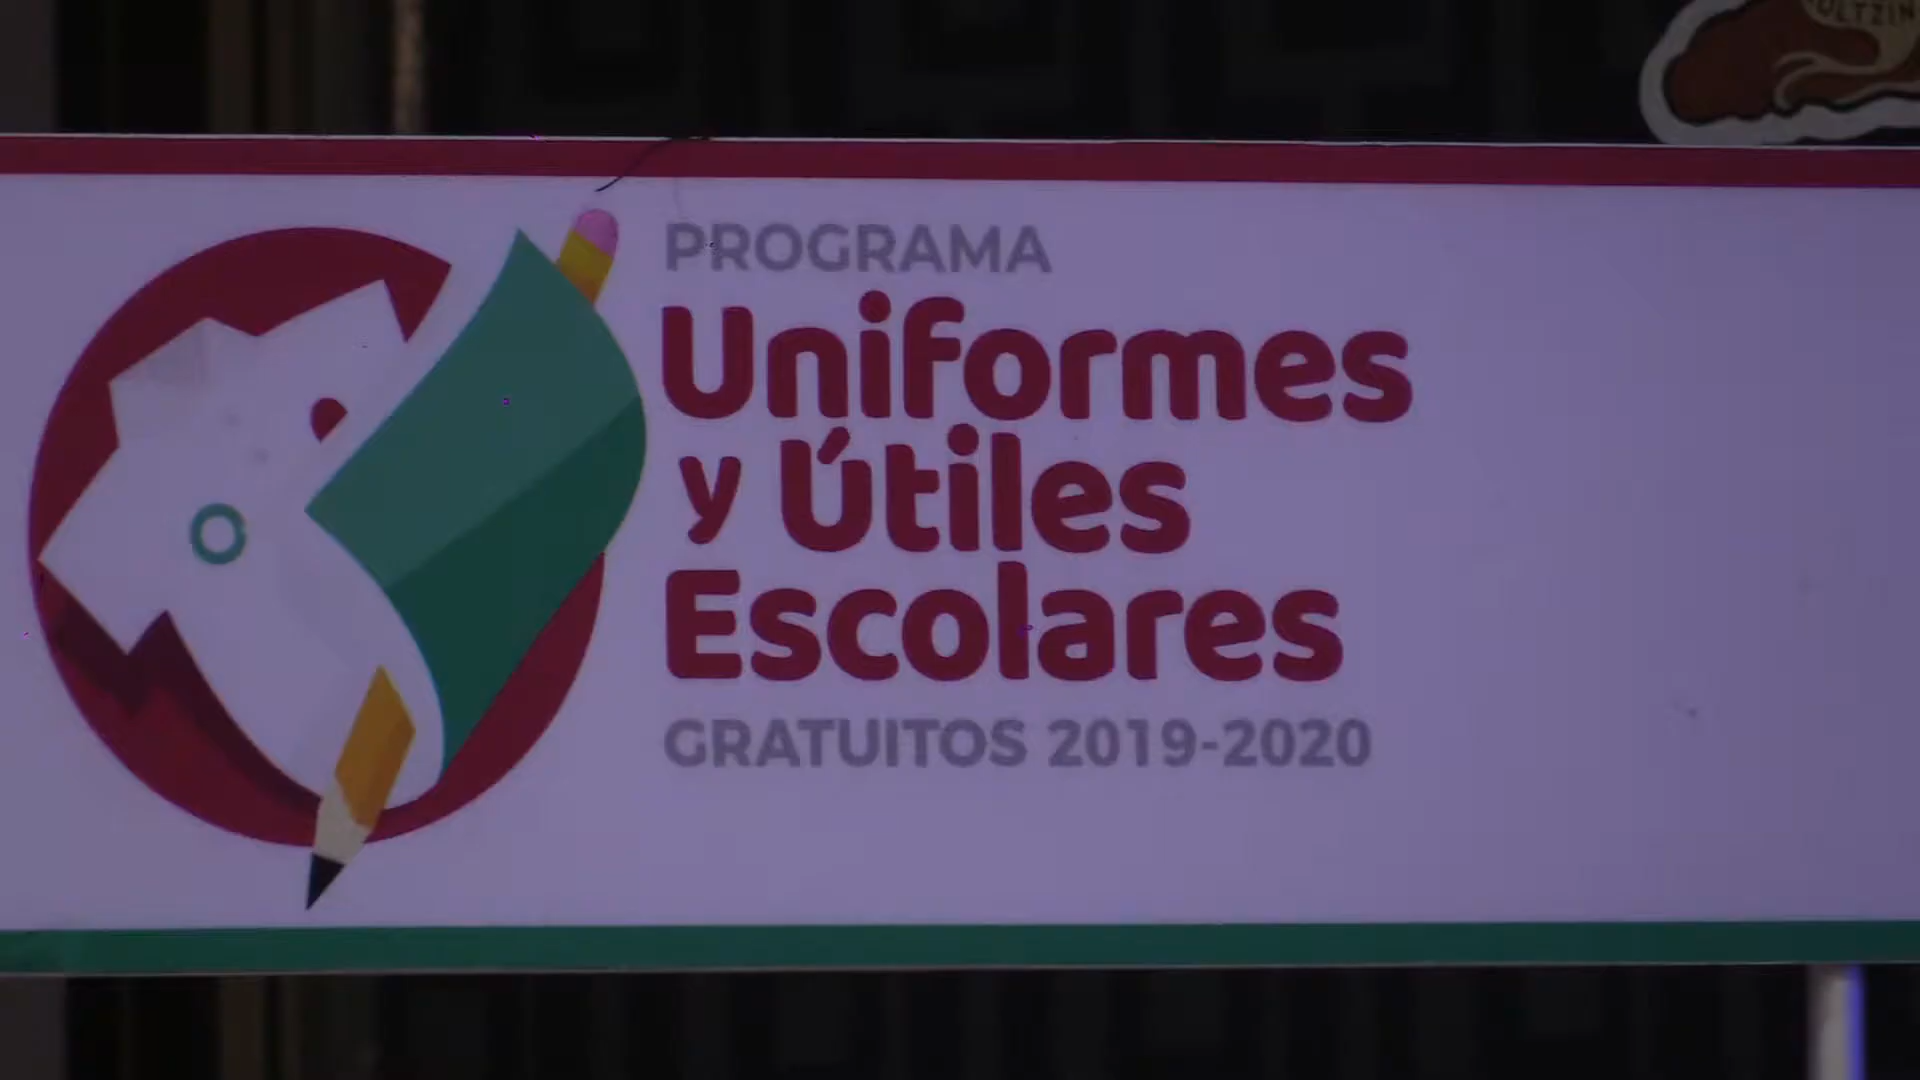 PROGRAMA
Uniformes
y Útiles
Escolares
GRATUITOS 2019-2020